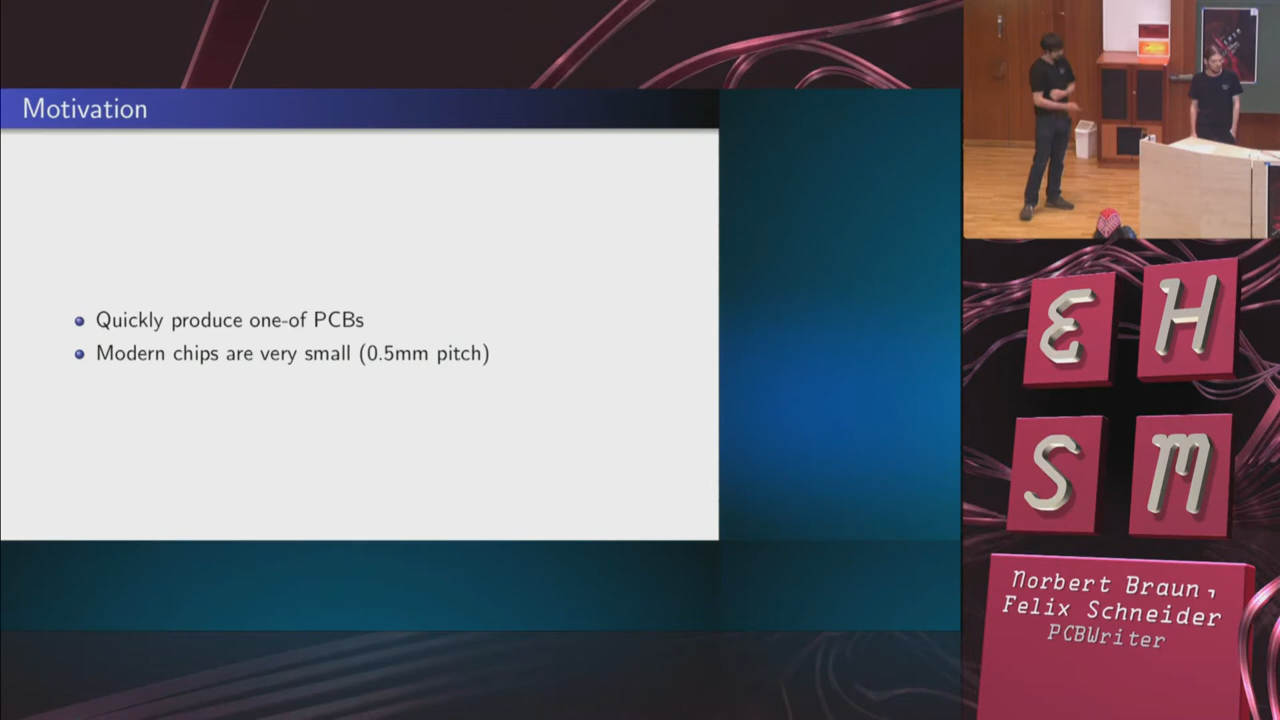 Motivation
Quickly produce one-of PCBs
Modern chips are very small (0.5mm pitch)
E H
S M
Norbert Braun,
Felix Schneider
PCBWriter